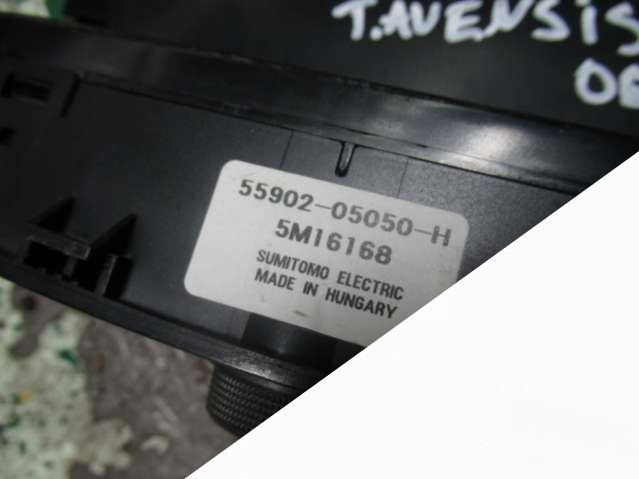 T.AVENSIS
55902-05050-H
5M16168
SUMITOMO ELECTRIC
MADE IN HUNGARY